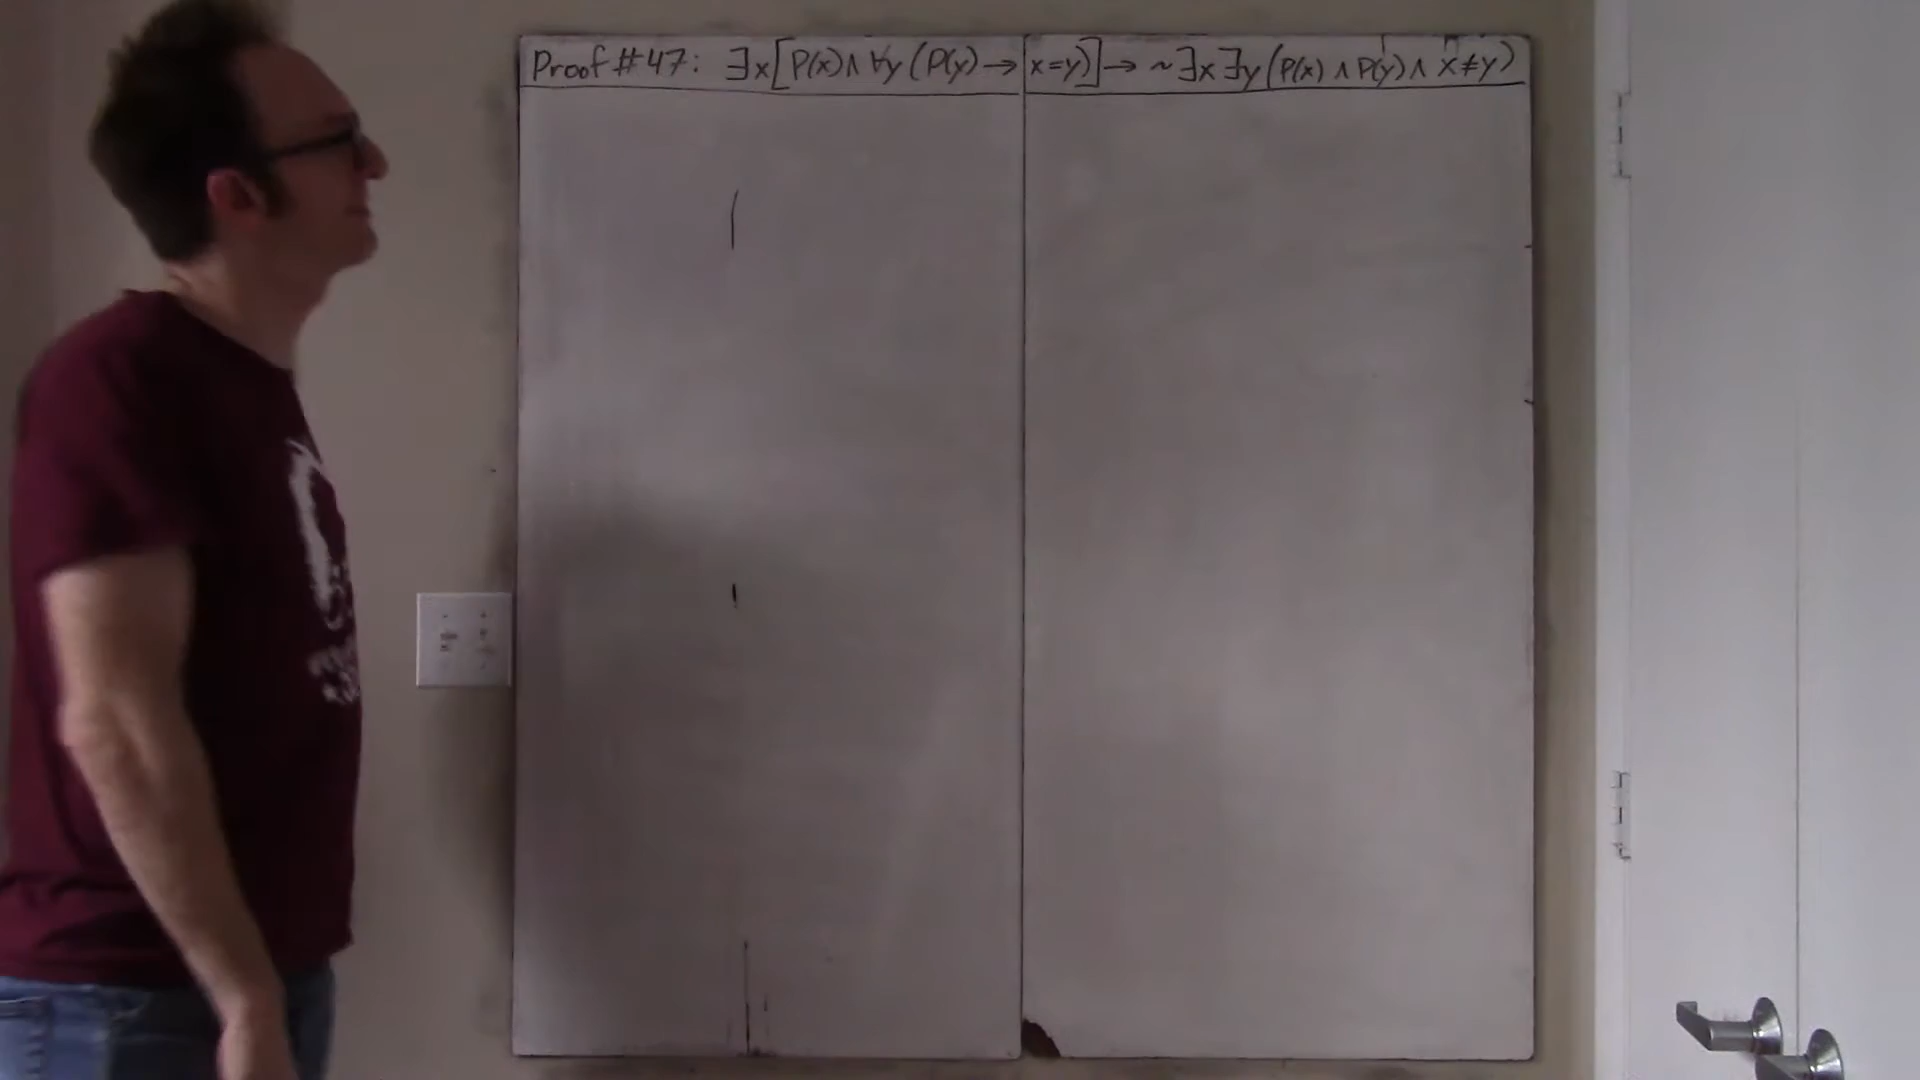 Proof #47: ∃x[P(x)∧∀y(P(y)→x=y)]→~∃x∃y(P(x)∧P(y)∧x≠y)